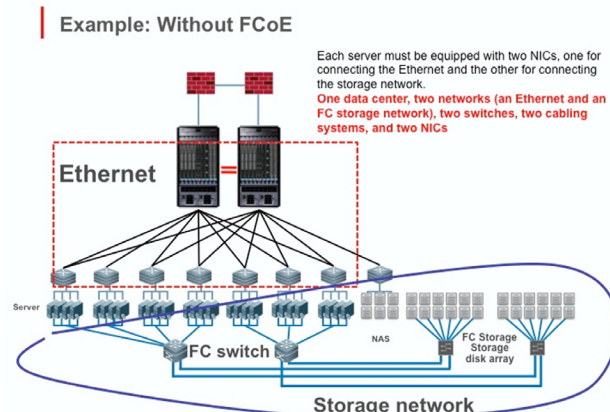 Example: Without FCoE
Each server must be equipped with two NICs, one for
connecting the Ethernet and the other for connecting
the storage network.
One data center, two networks (an Ethernet and an
FC storage network), two switches, two cabling
systems, and two NICs
Ethernet
Server
FC switch
NAS
FC Storage
Storage
disk array
Storage network